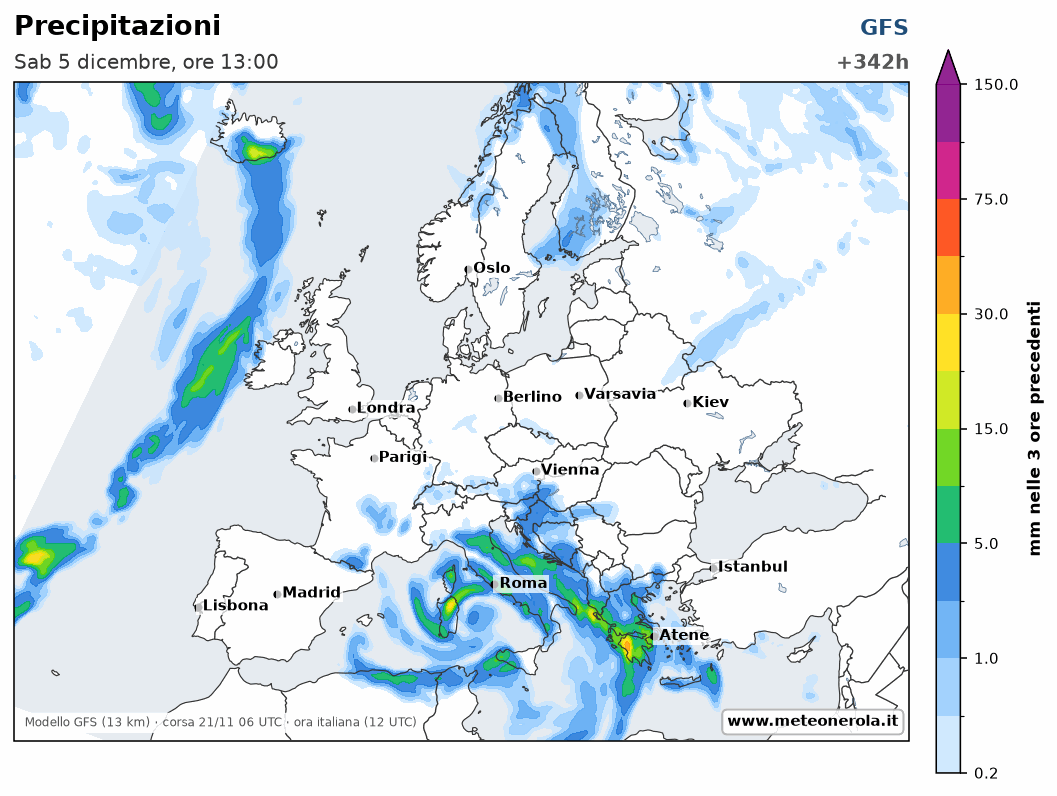 Precipitazioni
GFS
Sab 5 dicembre, ore 13:00
+342h
150.0
75.0
30.0
15.0
5.0
1.0
0.2
mm nelle 3 ore precedenti
Oslo
Londra
Berlino
Varsavia
Kiev
Parigi
Vienna
Istanbul
Roma
Madrid
Lisbona
Atene
Modello GFS (13 km) · corsa 21/11 06 UTC · ora italiana (12 UTC)
www.meteonerola.it